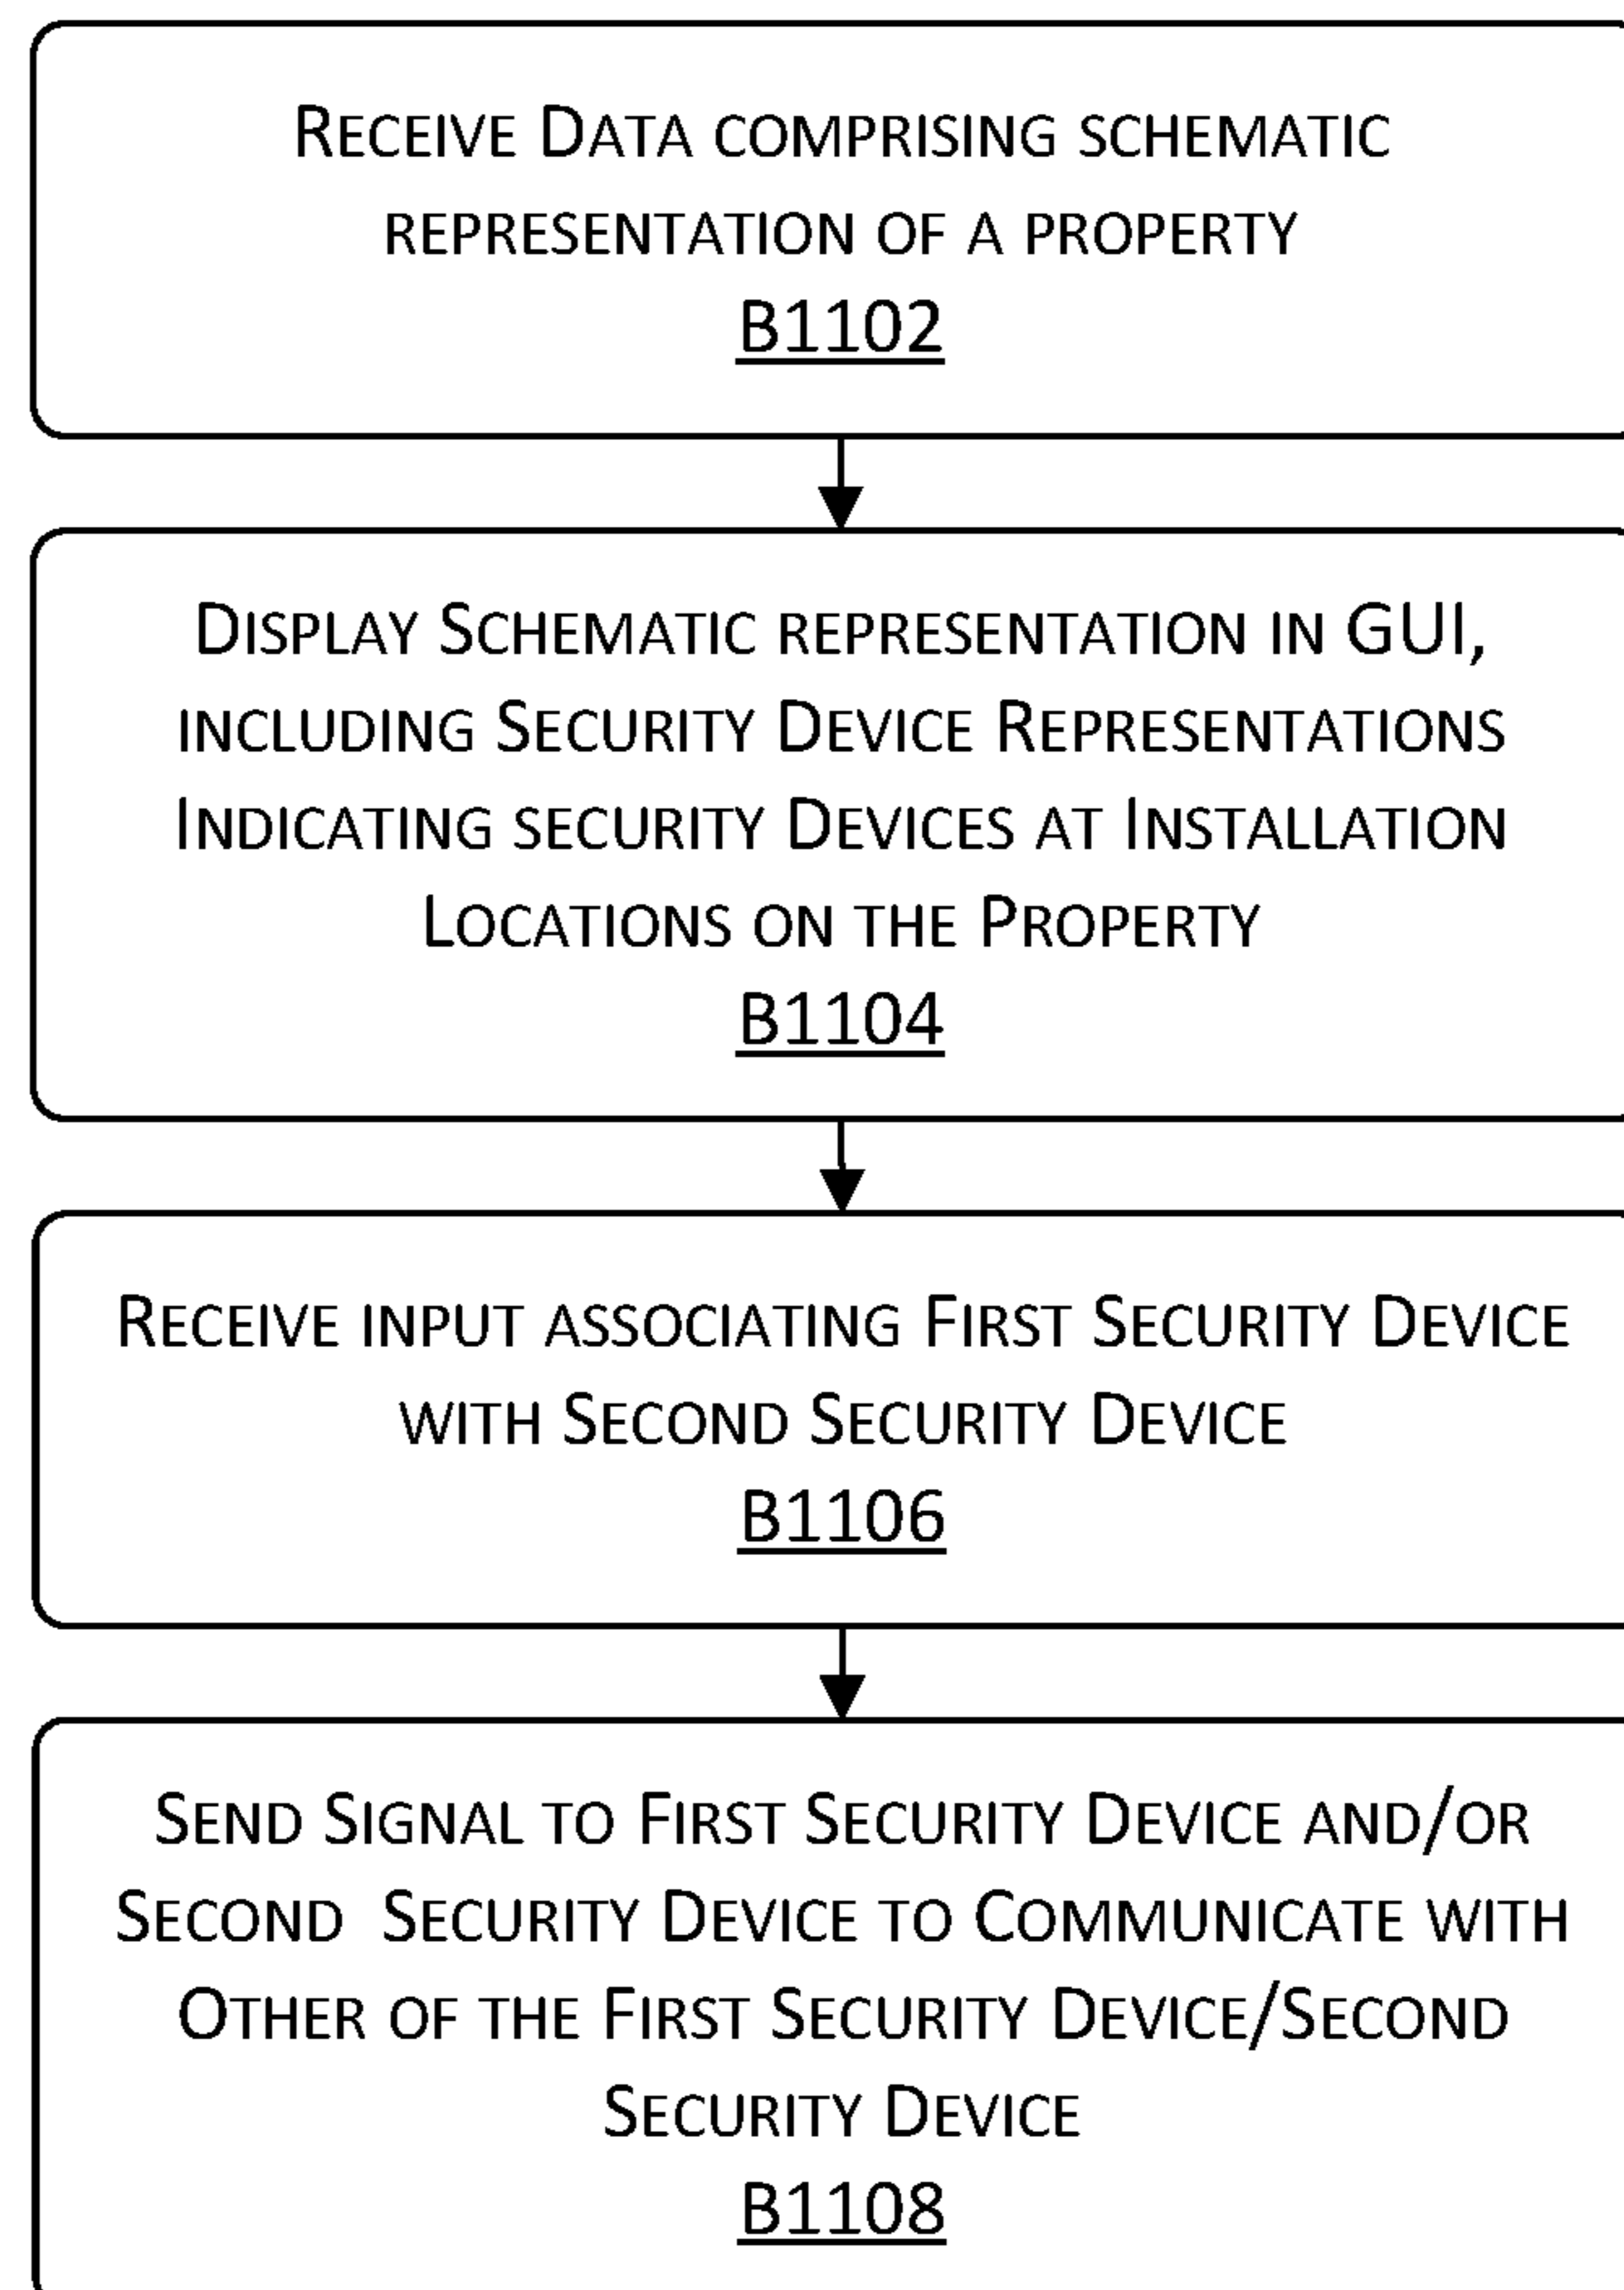 Receive Data comprising schematic
representation of a property
B1102
Display Schematic representation in GUI,
including Security Device Representations
Indicating security Devices at Installation
Locations on the Property
B1104
Receive input associating First Security Device
with Second Security Device
B1106
Send Signal to First Security Device and/or
Second Security Device to Communicate with
Other of the First Security Device/Second
Security Device
B1108